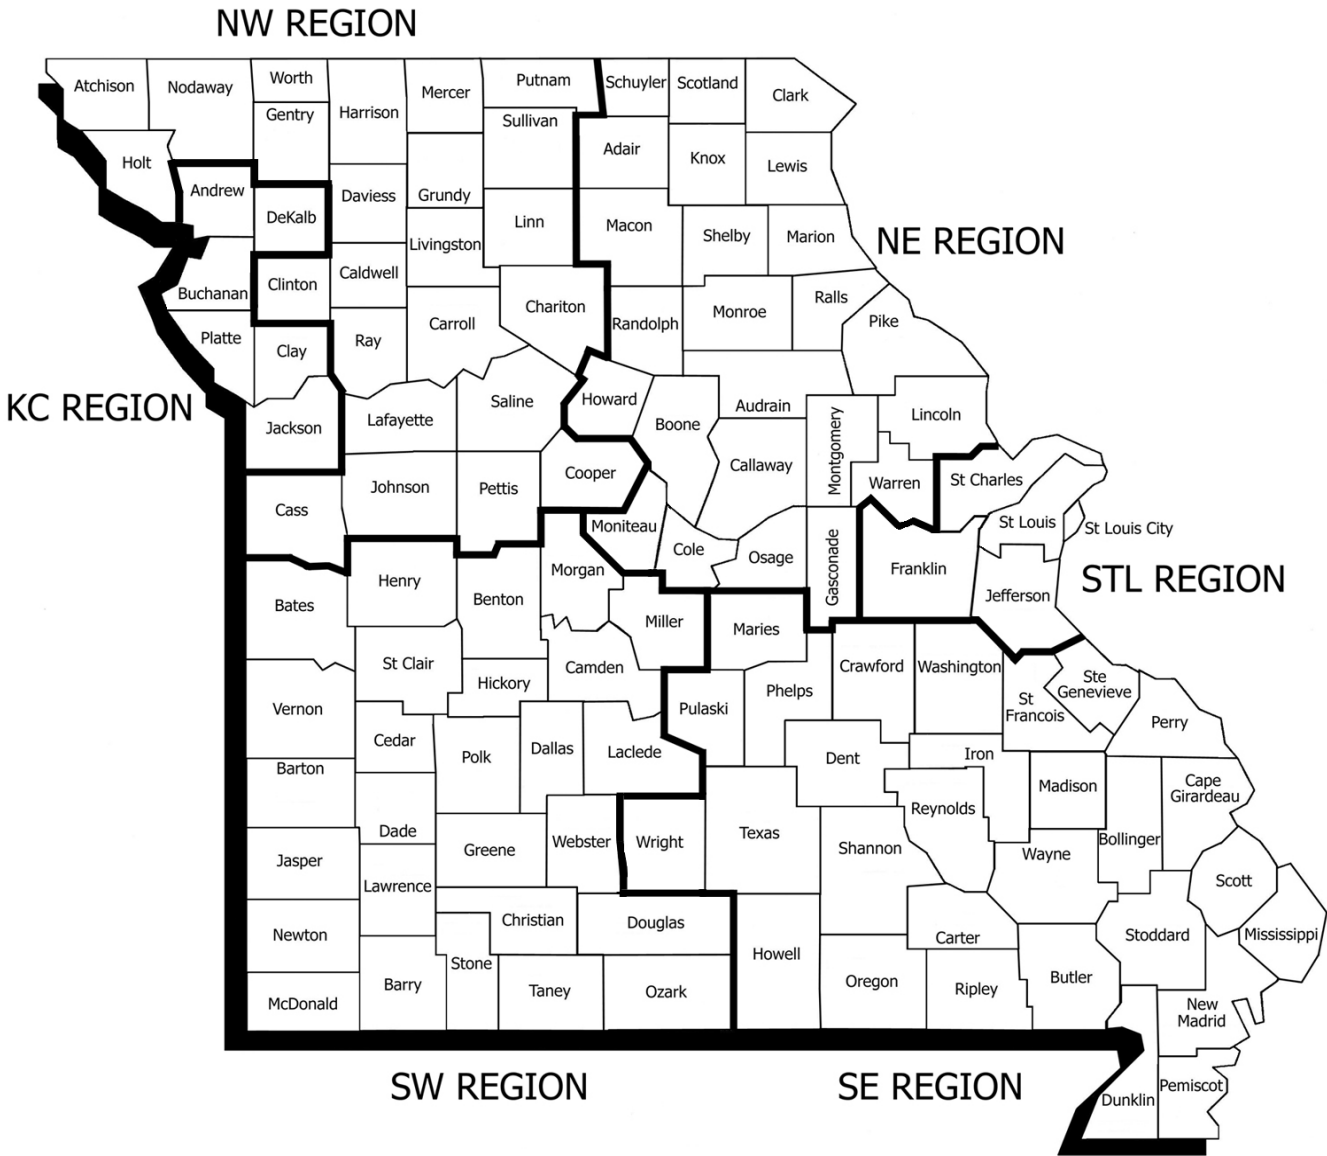 NW REGION
Atchison
Nodaway
Worth
Gentry
Harrison
Mercer
Putnam
Sullivan
Schuyler
Scotland
Clark
Holt
Andrew
DeKalb
Daviess
Grundy
Linn
Adair
Knox
Lewis
Macon
Shelby
Marion
NE REGION
Buchanan
Clinton
Caldwell
Livingston
Chariton
Randolph
Monroe
Ralls
Pike
Platte
Clay
Ray
Carroll
KC REGION
Jackson
Lafayette
Saline
Howard
Boone
Audrain
Montgomery
Lincoln
Cass
Johnson
Pettis
Cooper
Moniteau
Callaway
Warren
St Charles
St Louis
St Louis City
Cole
Osage
Gasconade
Franklin
Jefferson
STL REGION
Bates
Henry
Benton
Morgan
Miller
Maries
St Clair
Hickory
Camden
Pulaski
Phelps
Crawford
Washington
St
Francois
Ste
Genevieve
Perry
Vernon
Cedar
Polk
Dallas
Laclede
Dent
Iron
Madison
Cape
Girardeau
Barton
Dade
Greene
Webster
Wright
Texas
Shannon
Reynolds
Wayne
Bollinger
Jasper
Lawrence
Christian
Douglas
Scott
Newton
Stone
Howell
Carter
Stoddard
Mississippi
McDonald
Barry
Taney
Ozark
Oregon
Ripley
Butler
New
Madrid
SW REGION
SE REGION
Dunklin
Pemiscot